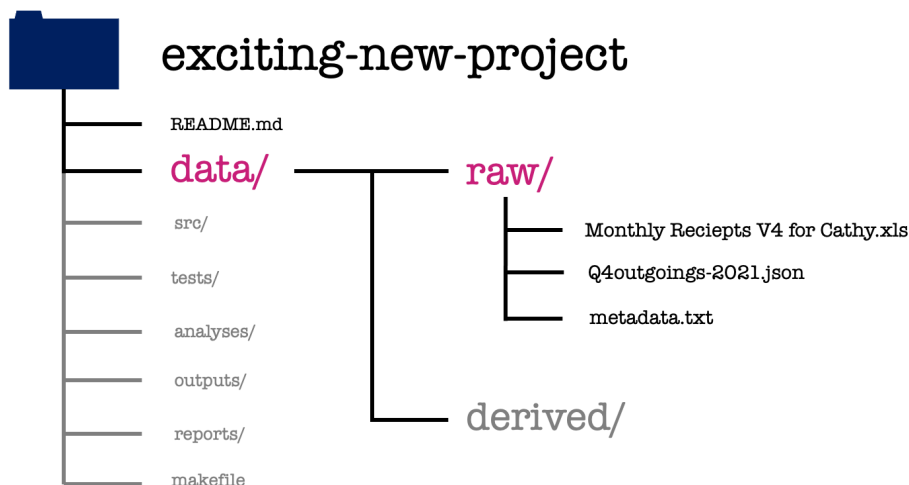 exciting-new-project
README.md
data/
raw/
src/
Monthly Reciepts V4 for Cathy.xls
Q4outgoings-2021.json
tests/
metadata.txt
analyses/
outputs/
derived/
reports/
makefile